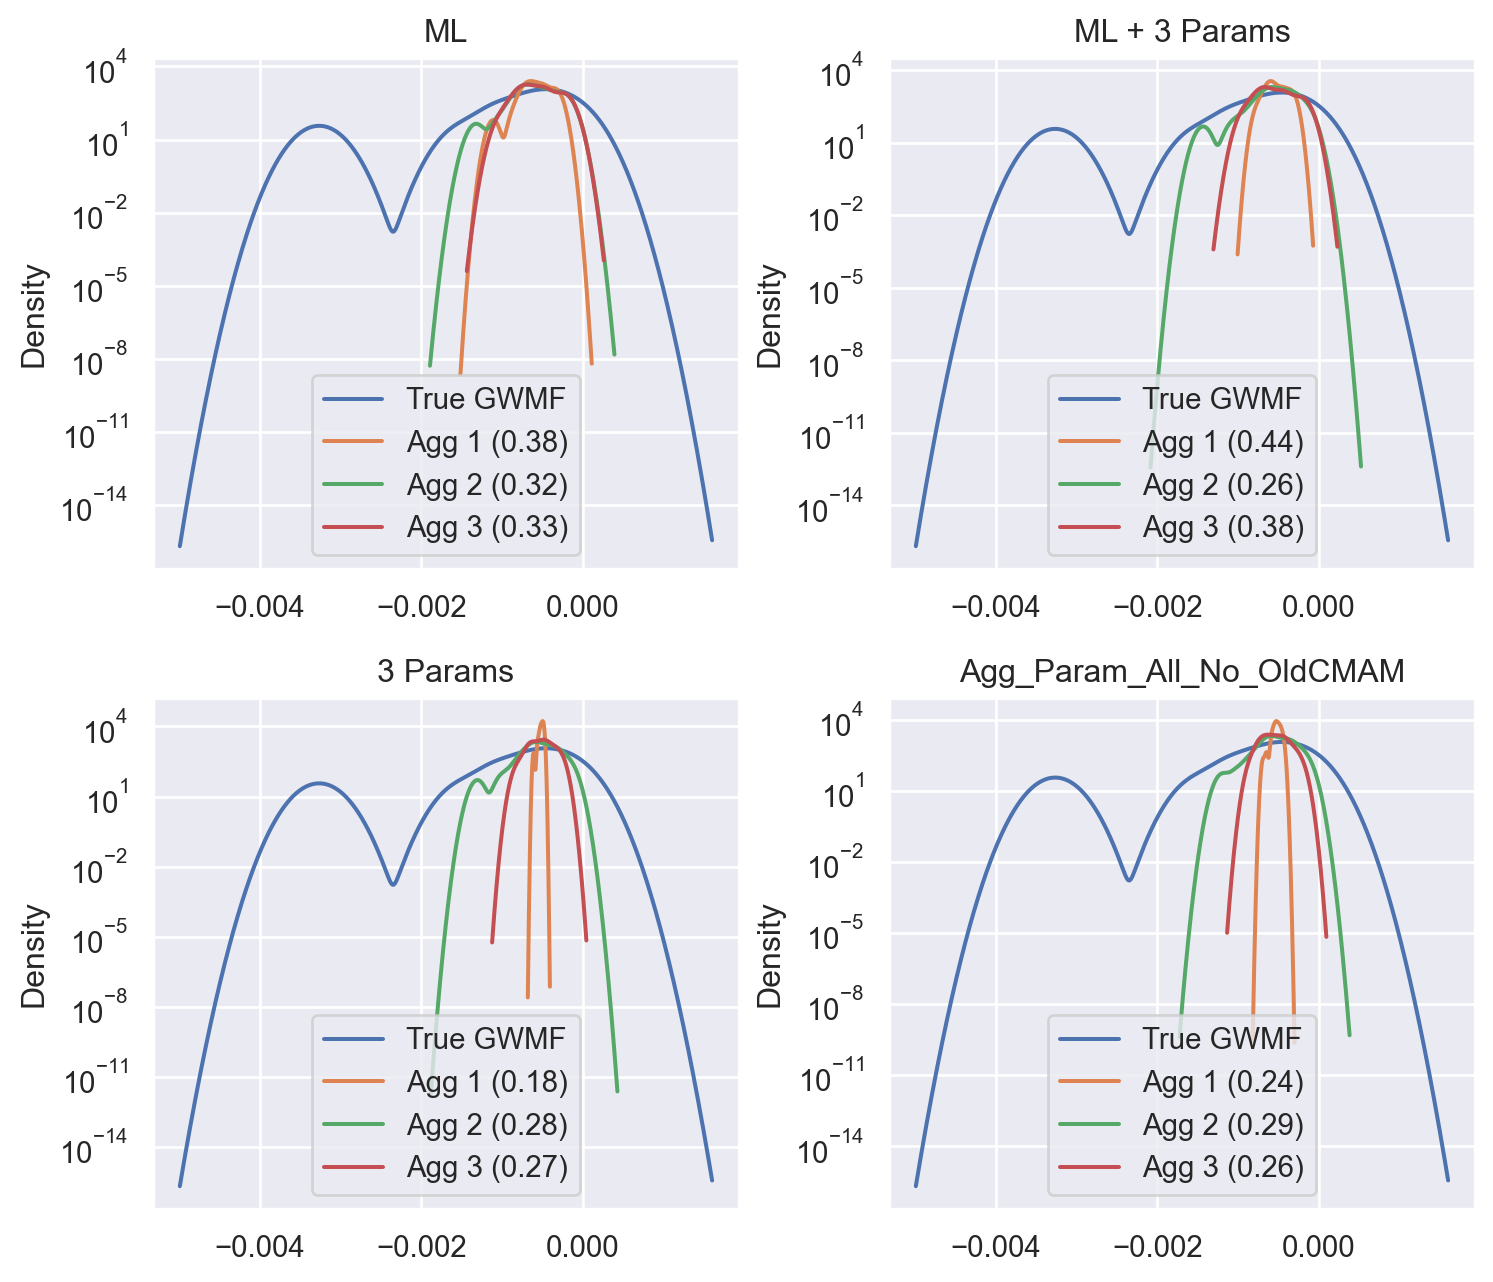 ML
10^4
10^1
10^−2
10^−5
10^−8
10^−11
10^−14
Density
True GWMF
Agg 1 (0.38)
Agg 2 (0.32)
Agg 3 (0.33)
−0.004
−0.002
0.000
ML + 3 Params
10^4
10^1
10^−2
10^−5
10^−8
10^−11
10^−14
Density
True GWMF
Agg 1 (0.44)
Agg 2 (0.26)
Agg 3 (0.38)
−0.004
−0.002
0.000
3 Params
10^4
10^1
10^−2
10^−5
10^−8
10^−11
10^−14
Density
True GWMF
Agg 1 (0.18)
Agg 2 (0.28)
Agg 3 (0.27)
−0.004
−0.002
0.000
Agg_Param_All_No_OldCMAM
10^4
10^1
10^−2
10^−5
10^−8
10^−11
10^−14
Density
True GWMF
Agg 1 (0.24)
Agg 2 (0.29)
Agg 3 (0.26)
−0.004
−0.002
0.000